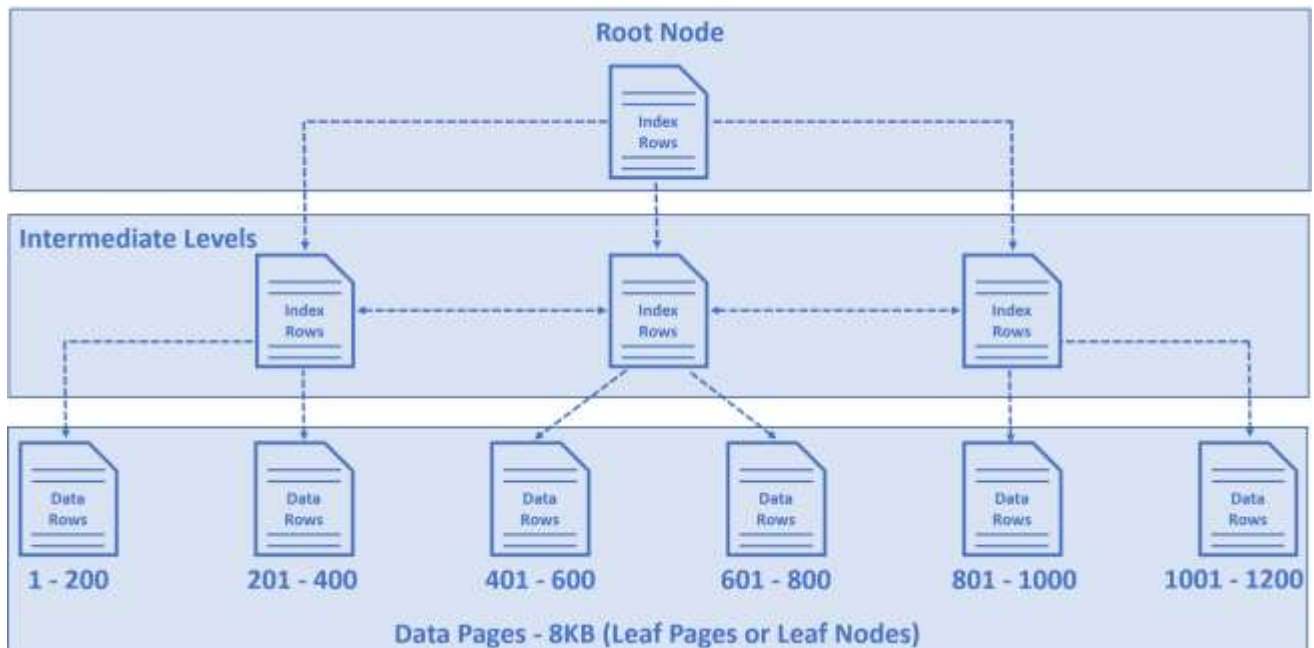 Root Node
Index
Rows
Intermediate Levels
Index
Rows
Index
Rows
Index
Rows
Data
Rows
Data
Rows
Data
Rows
Data
Rows
Data
Rows
Data
Rows
1 - 200
201 - 400
401 - 600
601 - 800
801 - 1000
1001 - 1200
Data Pages - 8KB (Leaf Pages or Leaf Nodes)